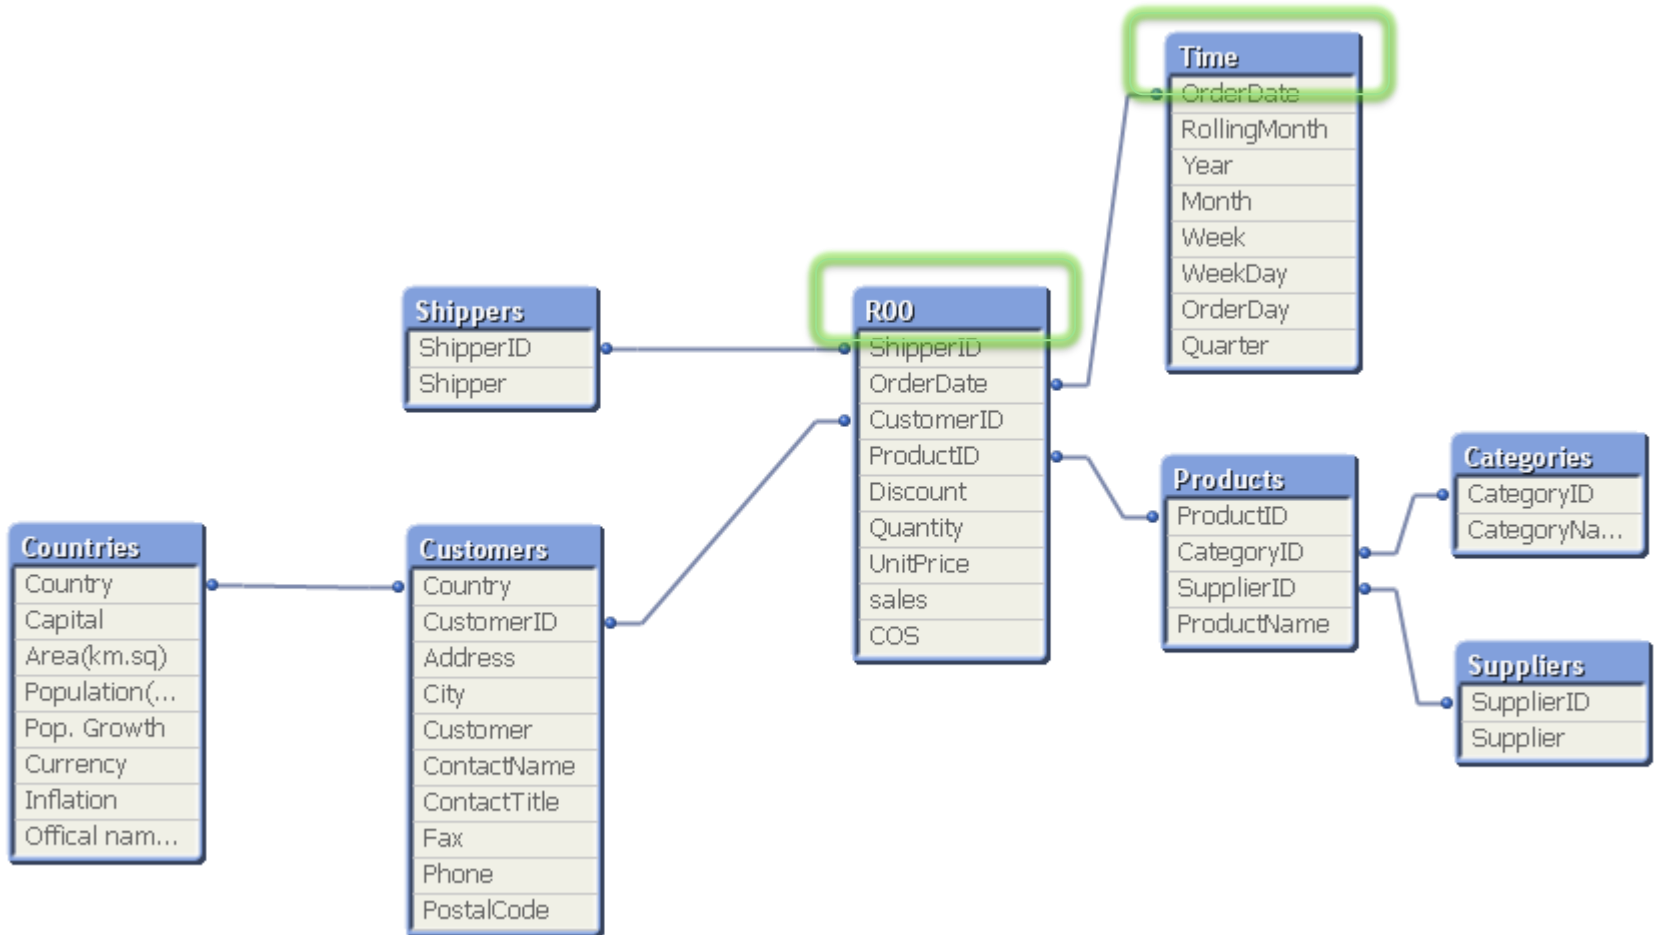 Time
OrderDate
RollingMonth
Year
Month
Week
WeekDay
OrderDay
Quarter
Shippers
ShipperID
Shipper
R00
ShipperID
OrderDate
CustomerID
ProductID
Discount
Quantity
UnitPrice
sales
COS
Categories
CategoryID
CategoryNa...
Products
ProductID
CategoryID
SupplierID
ProductName
Countries
Country
Capital
Area(km.sq)
Population(...
Pop. Growth
Currency
Inflation
Offical nam...
Customers
Country
CustomerID
Address
City
Customer
ContactName
ContactTitle
Fax
Phone
PostalCode
Suppliers
SupplierID
Supplier